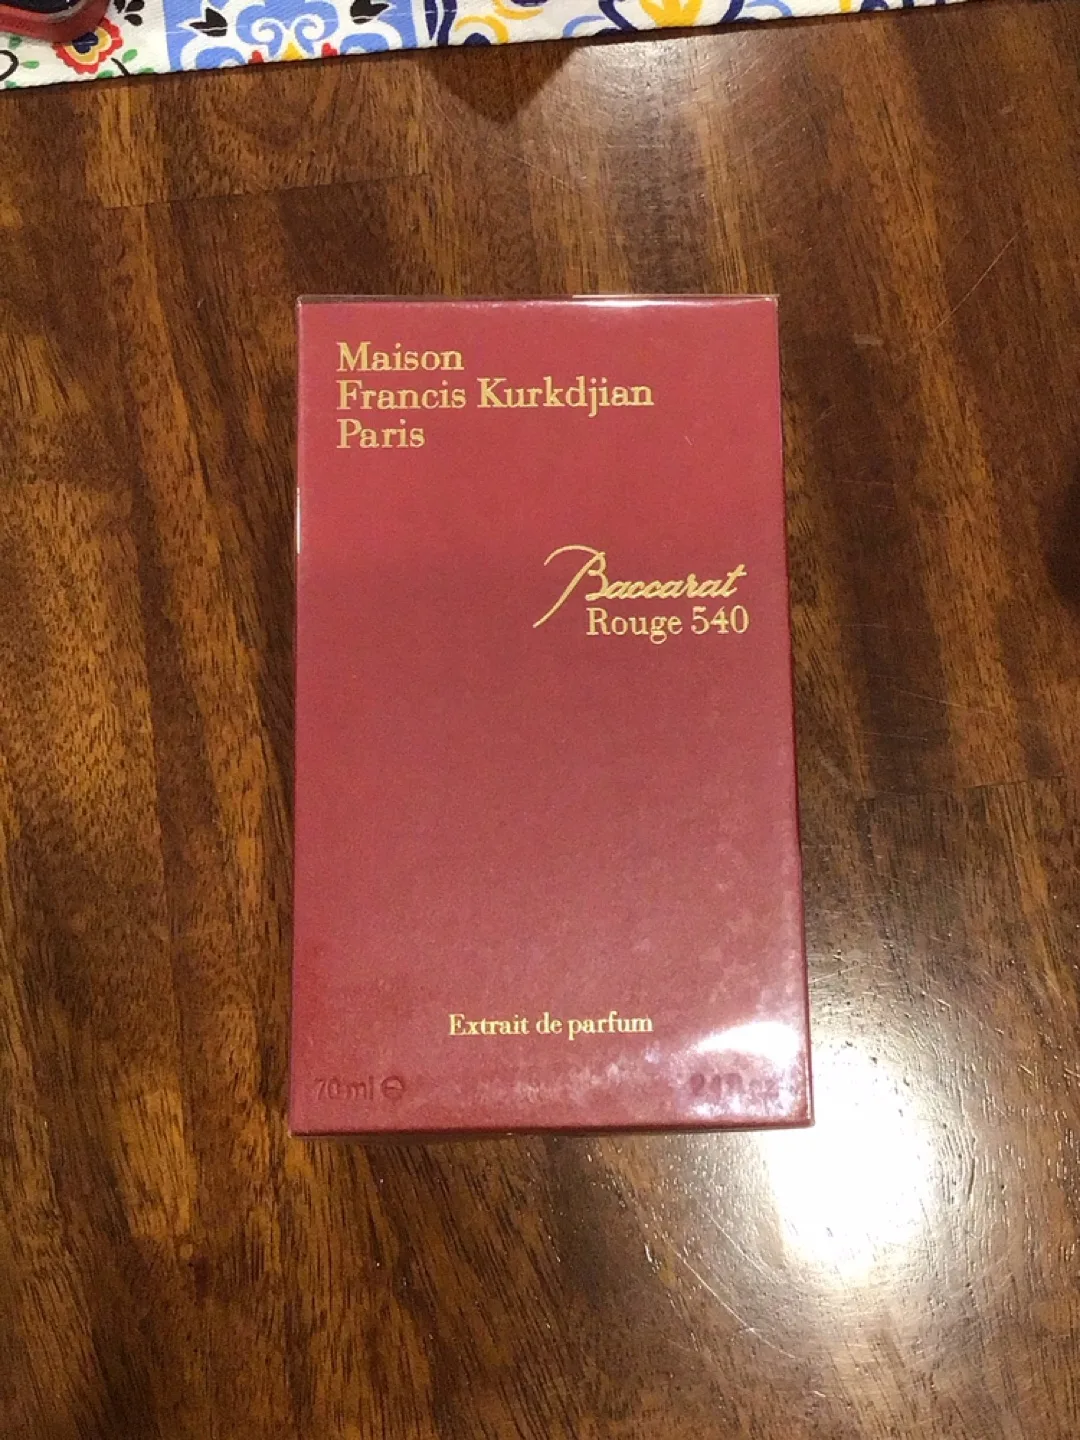 Maison
Francis Kurkdjian
Paris
Baccarat
Rouge 540
Extrait de parfum
70 ml ℮